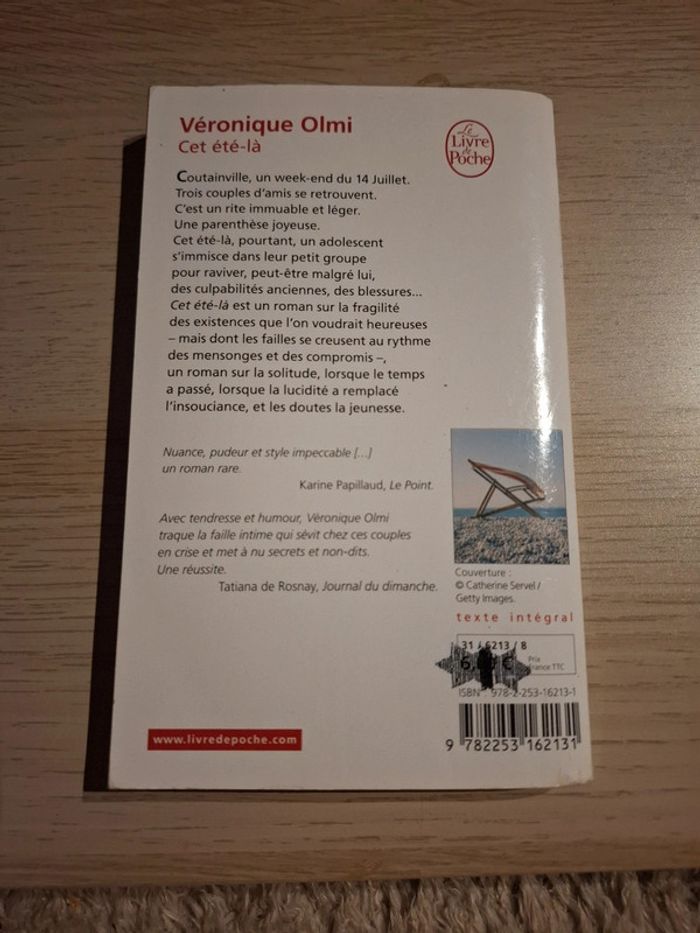 Véronique Olmi
Cet été-là
Le
Livre
de
Poche
Coutainville, un week-end du 14 Juillet.
Trois couples d'amis se retrouvent.
C'est un rite immuable et léger.
Une parenthèse joyeuse.
Cet été-là, pourtant, un adolescent
s'immisce dans leur petit groupe
pour raviver, peut-être malgré lui,
des culpabilités anciennes, des blessures...
Cet été-là est un roman sur la fragilité
des existences que l'on voudrait heureuses
– mais dont les failles se creusent au rythme
des mensonges et des compromis –,
un roman sur la solitude, lorsque le temps
a passé, lorsque la lucidité a remplacé
l'insouciance, et les doutes la jeunesse.
Nuance, pudeur et style impeccable [...]
un roman rare.
Karine Papillaud, Le Point.
Avec tendresse et humour, Véronique Olmi
traque la faille intime qui sévit chez ces couples
en crise et met à nu secrets et non-dits.
Une réussite.
Tatiana de Rosnay, Journal du dimanche.
Couverture :
© Catherine Servel /
Getty Images.
texte intégral
31 / 6213 / 8
€ Prix
France TTC
ISBN : 978-2-253-16213-1
9 782253 162131
www.livredepoche.com